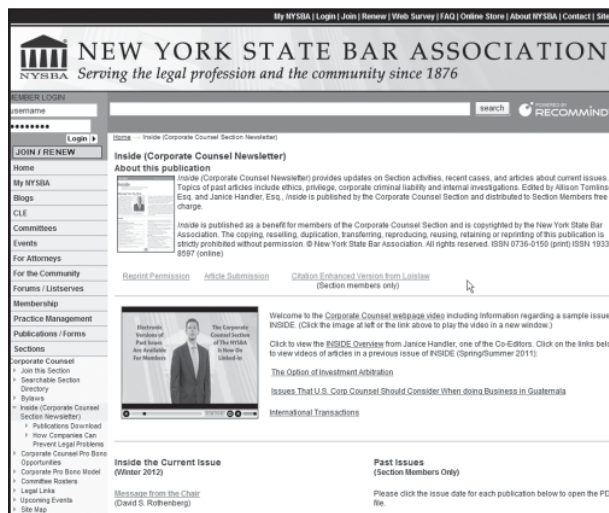 My NYSBA | Login | Join | Renew | Web Survey | FAQ | Online Store | About NYSBA | Contact | Site
NYSBA
NEW YORK STATE BAR ASSOCIATION
Serving the legal profession and the community since 1876
MEMBER LOGIN
username
Login
JOIN / RENEW
search
POWERED BY
RECOMMIND
Home
My NYSBA
Blogs
CLE
Committees
Events
For Attorneys
For the Community
Forums / Listserves
Membership
Practice Management
Publications / Forms
Sections
Corporate Counsel
Join this Section
Searchable Section
Directory
Bylaws
Inside (Corporate Counsel
Section Newsletter)
Publications Download
How Companies Can
Prevent Legal Problems
Corporate Counsel Pro Bono
Opportunities
Corporate Pro Bono Model
Committee Rosters
Legal Links
Upcoming Events
Site Map
Home → Inside (Corporate Counsel Section Newsletter)
Inside (Corporate Counsel Newsletter)
About this publication
Inside (Corporate Counsel Newsletter) provides updates on Section activities, recent cases, and articles about current issues.
Topics of past articles include ethics, privilege, corporate criminal liability and internal investigations. Edited by Allison Tomlins
Esq. and Janice Handler, Esq., Inside is published by the Corporate Counsel Section and distributed to Section Members free
charge.
Inside is published as a benefit for members of the Corporate Counsel Section and is copyrighted by the New York State Bar
Association. The copying, reselling, duplication, transferring, reproducing, reusing, retaining or reprinting of this publication is
strictly prohibited without permission. © New York State Bar Association. All rights reserved. ISSN 0736-0150 (print) ISSN 1933
8597 (online)
Reprint Permission Article Submission Citation Enhanced Version from Loislaw
(Section members only)
Electronic
Versions of
Past Issues
Are Available
For Members
The Corporate
Counsel Section
of The NYSBA
Is Now On
Linked-in
Welcome to the Corporate Counsel webpage video including Information regarding a sample issue
INSIDE. (Click the image at left or the link above to play the video in a new window.)
Click to view the INSIDE Overview from Janice Handler, one of the Co-Editors. Click on the links belo
to view videos of articles in a previous issue of INSIDE (Spring/Summer 2011):
The Option of Investment Arbitration
Issues That U.S. Corp Counsel Should Consider When doing Business in Guatemala
International Transactions
Inside the Current Issue
(Winter 2012)
Message from the Chair
(David S. Rothenberg)
Past Issues
(Section Members Only)
Please click the issue date for each publication below to open the PD
file.